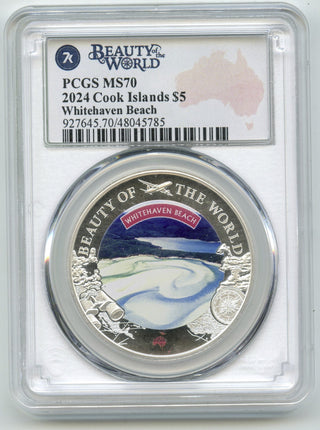 7K BEAUTY of the WORLD
PCGS MS70
2024 Cook Islands $5
Whitehaven Beach
927645.70/48045785
BEAUTY OF THE WORLD
WHITEHAVEN BEACH